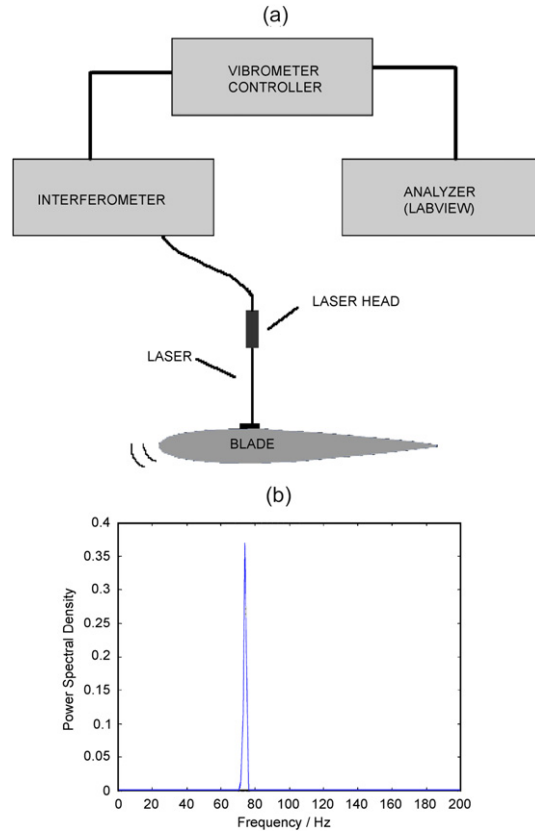 (a)
VIBROMETER
CONTROLLER
INTERFEROMETER
ANALYZER
(LABVIEW)
LASER HEAD
LASER
BLADE
(b)
0.4
0.35
0.3
0.25
0.2
0.15
0.1
0.05
0
Power Spectral Density
0 20 40 60 80 100 120 140 160 180 200
Frequency / Hz